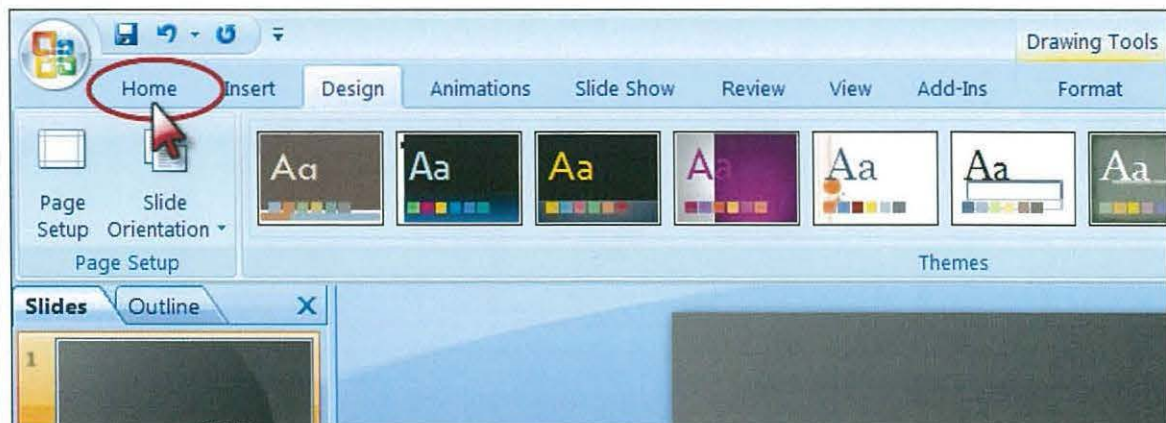 Drawing Tools
Home Insert Design Animations Slide Show Review View Add-Ins Format
Aa Aa Aa Aa Aa Aa Aa
Page Setup
Slide Orientation
Page Setup
Themes
Slides Outline X
1